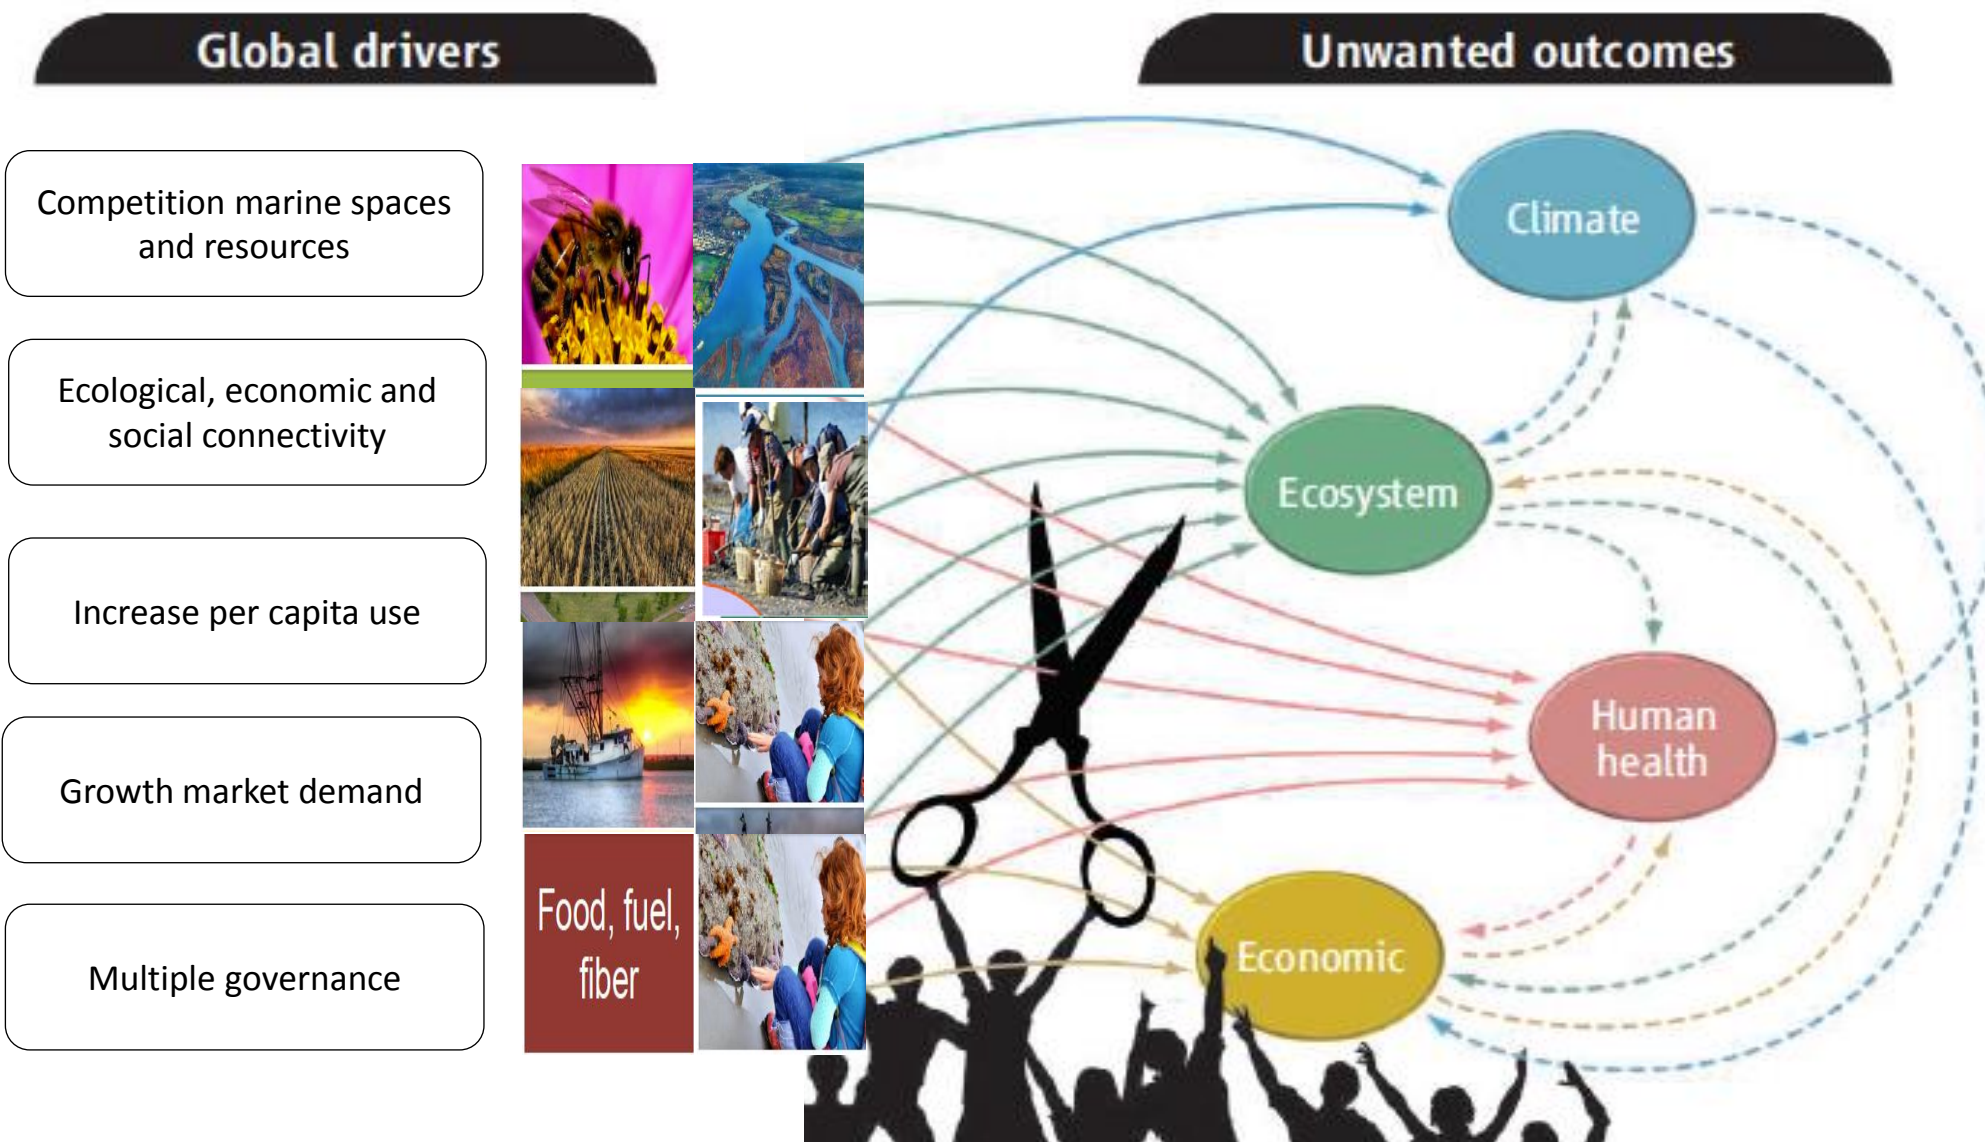 Global drivers
Unwanted outcomes
Competition marine spaces
and resources
Ecological, economic and
social connectivity
Increase per capita use
Growth market demand
Multiple governance
Food, fuel,
fiber
Climate
Ecosystem
Human
health
Economic